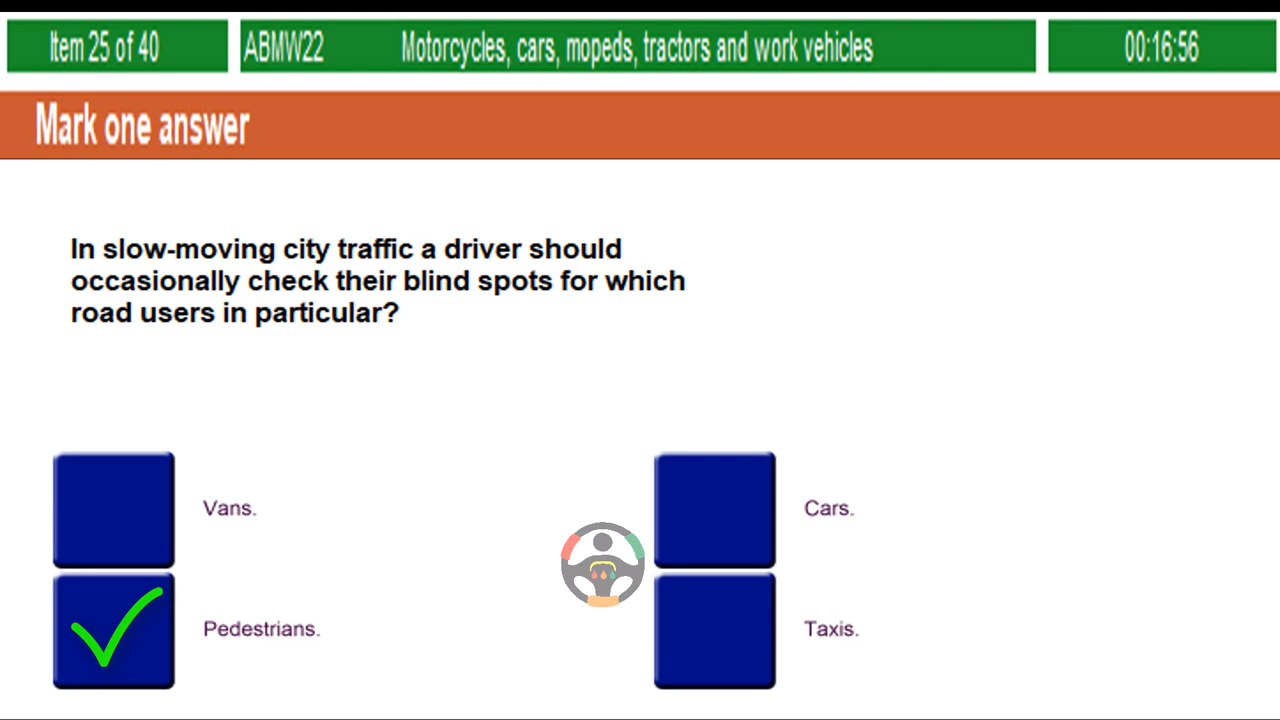 Item 25 of 40
ABMW22
Motorcycles, cars, mopeds, tractors and work vehicles
00:16:56
Mark one answer
In slow-moving city traffic a driver should
occasionally check their blind spots for which
road users in particular?
Vans.
Cars.
Pedestrians.
Taxis.